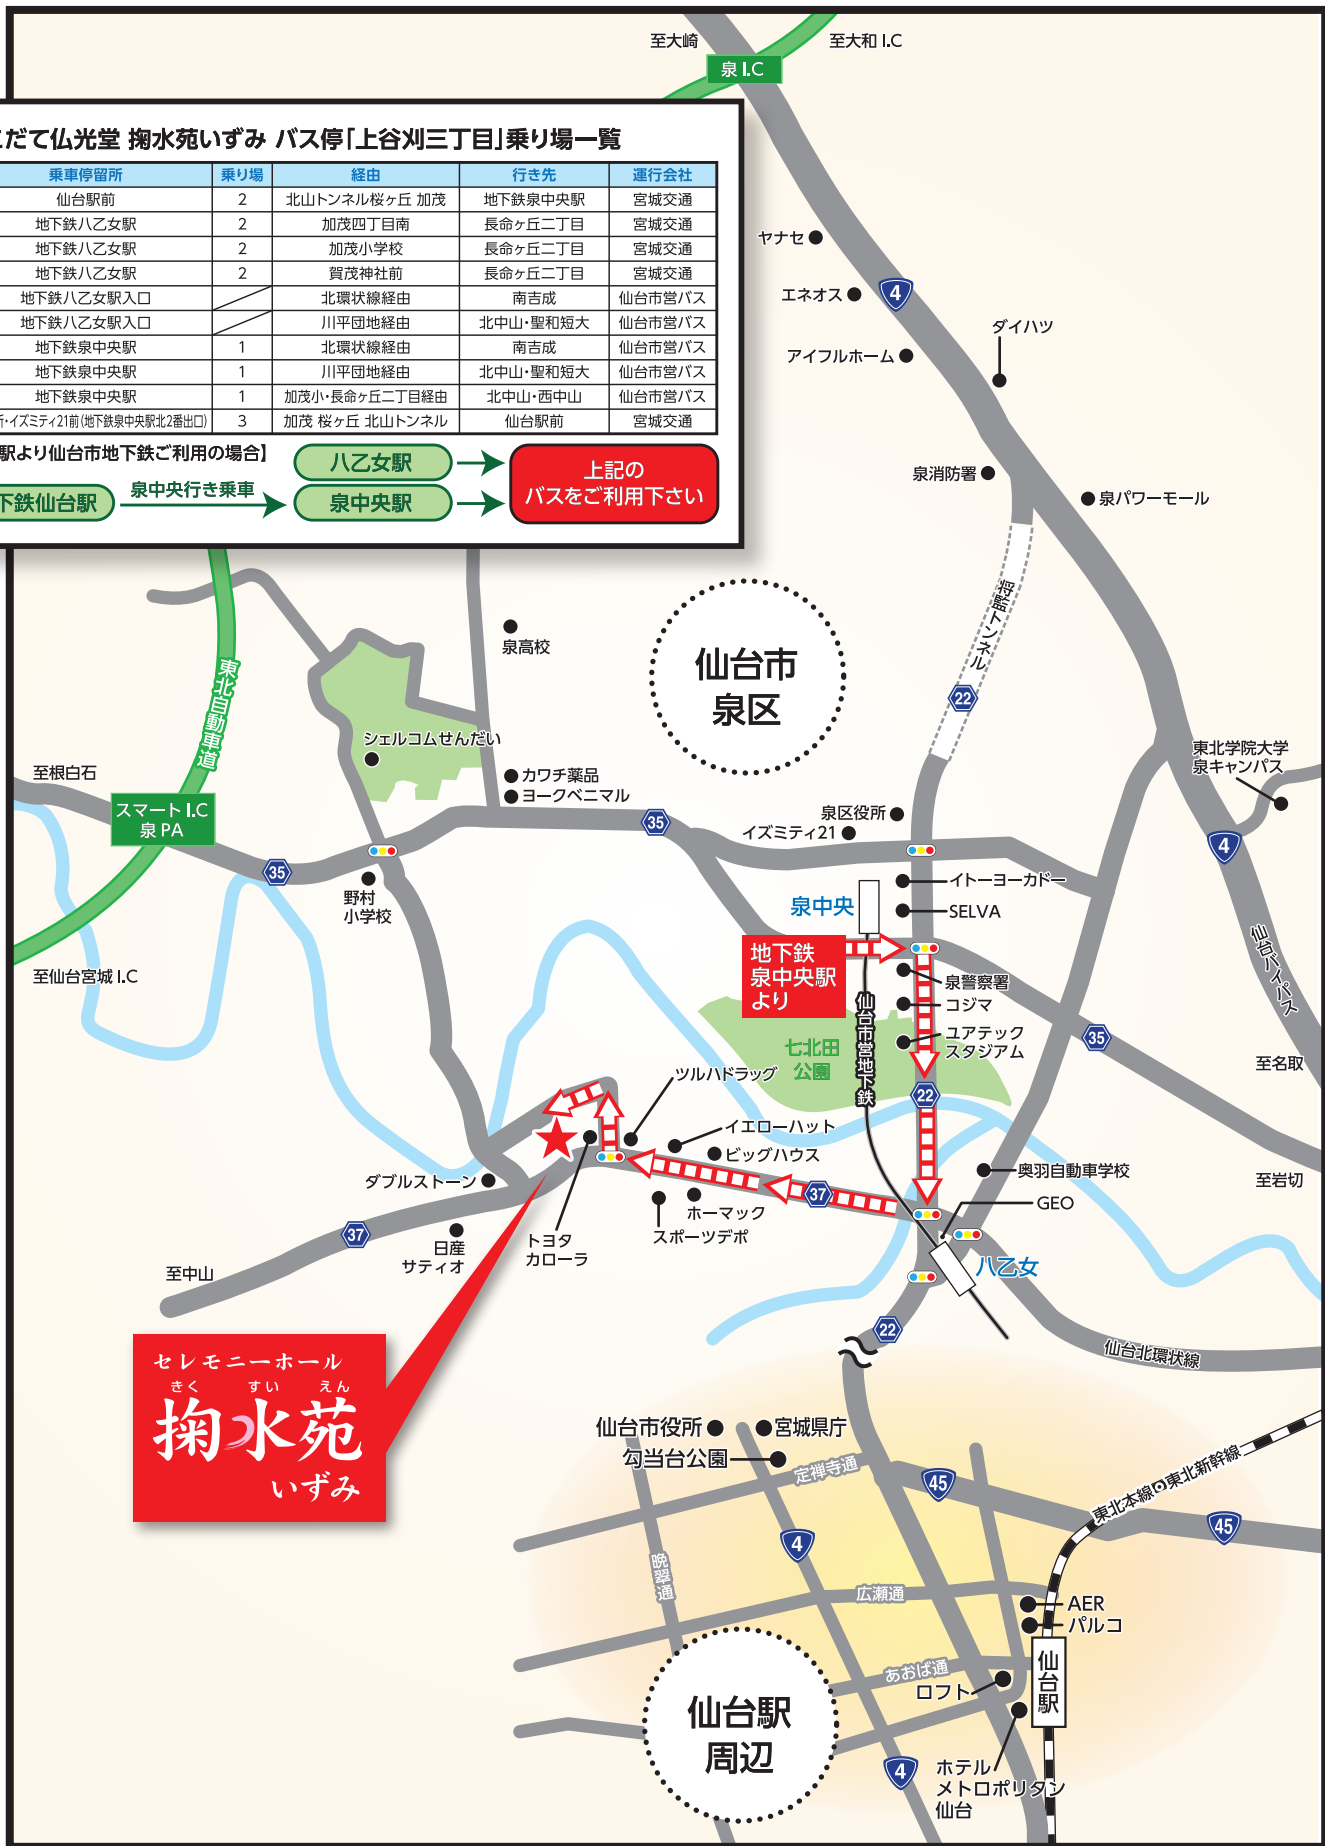 至大崎
至大和 I.C
泉 I.C
だて仏光堂 掬水苑いずみ バス停「上谷刈三丁目」乗り場一覧
乗車停留所 乗り場 経由 行き先 運行会社
仙台駅前 2 北山トンネル桜ヶ丘 加茂 地下鉄泉中央駅 宮城交通
地下鉄八乙女駅 2 加茂四丁目南 長命ヶ丘二丁目 宮城交通
地下鉄八乙女駅 2 加茂小学校 長命ヶ丘二丁目 宮城交通
地下鉄八乙女駅 2 賀茂神社前 長命ヶ丘二丁目 宮城交通
地下鉄八乙女駅入口 北環状線経由 南吉成 仙台市営バス
地下鉄八乙女駅入口 川平団地経由 北中山・聖和短大 仙台市営バス
地下鉄泉中央駅 1 北環状線経由 南吉成 仙台市営バス
地下鉄泉中央駅 1 川平団地経由 北中山・聖和短大 仙台市営バス
地下鉄泉中央駅 1 加茂小・長命ヶ丘二丁目経由 北中山・西中山 仙台市営バス
・イズミティ21前(地下鉄泉中央駅北2番出口) 3 加茂 桜ヶ丘 北山トンネル 仙台駅前 宮城交通
駅より仙台市地下鉄ご利用の場合】
下鉄仙台駅
泉中央行き乗車
八乙女駅
泉中央駅
上記の
バスをご利用下さい
ヤナセ
エネオス
4
アイフルホーム
ダイハツ
泉消防署
泉パワーモール
将監トンネル
22
泉高校
仙台市
泉区
東北自動車道
シェルコムせんだい
至根白石
スマート I.C
泉 PA
カワチ薬品
ヨークベニマル
35
35
野村
小学校
東北学院大学
泉キャンパス
4
仙台バイパス
泉区役所
イズミティ21
イトーヨーカドー
SELVA
泉中央
地下鉄
泉中央駅
より
至仙台宮城 I.C
泉警察署
コジマ
ユアテック
スタジアム
仙台市営地下鉄
七北田
公園
35
22
至名取
至岩切
ツルハドラッグ
イエローハット
ビッグハウス
ホーマック
スポーツデポ
37
奥羽自動車学校
GEO
八乙女
ダブルストーン
トヨタ
カローラ
日産
サティオ
37
至中山
22
仙台北環状線
セレモニーホール
きく すい えん
掬水苑
いずみ
仙台市役所
宮城県庁
勾当台公園
定禅寺通
45
45
東北本線
東北新幹線
4
晩翠通
広瀬通
AER
パルコ
あおば通
ロフト
仙台駅
仙台駅
周辺
4
ホテル
メトロポリタン
仙台